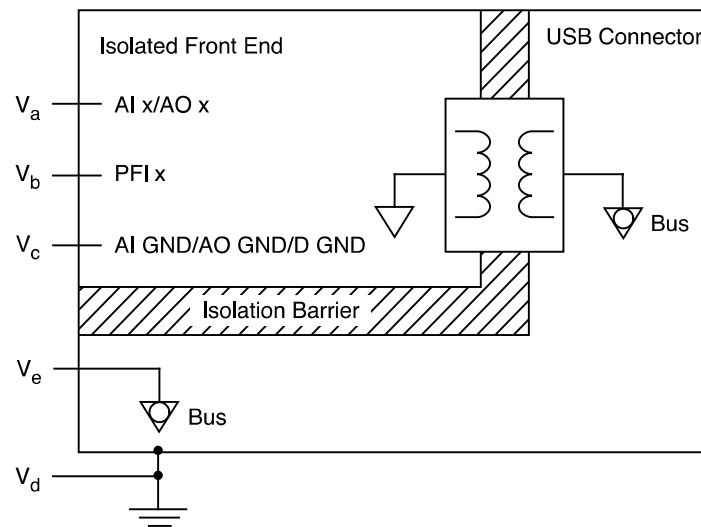 Isolated Front End
USB Connector
Va
AI x/AO x
Vb
PFI x
Bus
Vc
AI GND/AO GND/D GND
Isolation Barrier
Ve
Bus
Vd